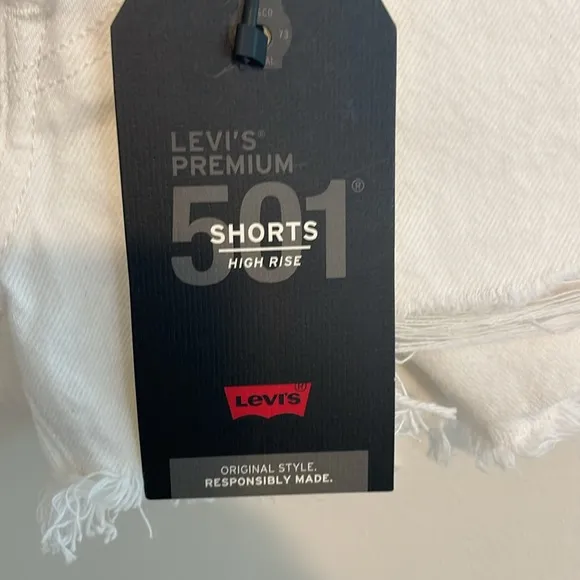 LEVI'S®
PREMIUM
501®
SHORTS
HIGH RISE
Levi's®
ORIGINAL STYLE.
RESPONSIBLY MADE.